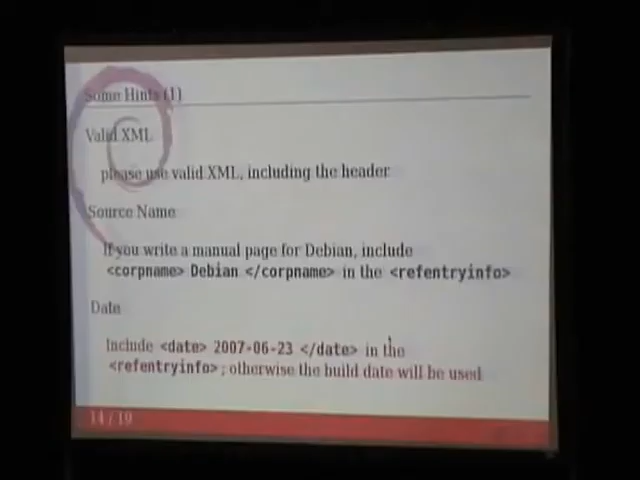 Some Hints (1)
Valid XML
please use valid XML, including the header
Source Name
If you write a manual page for Debian, include
<corpname> Debian </corpname> in the <refentryinfo>
Date
Include <date> 2007-06-23 </date> in the
<refentryinfo>; otherwise the build date will be used
14 / 19